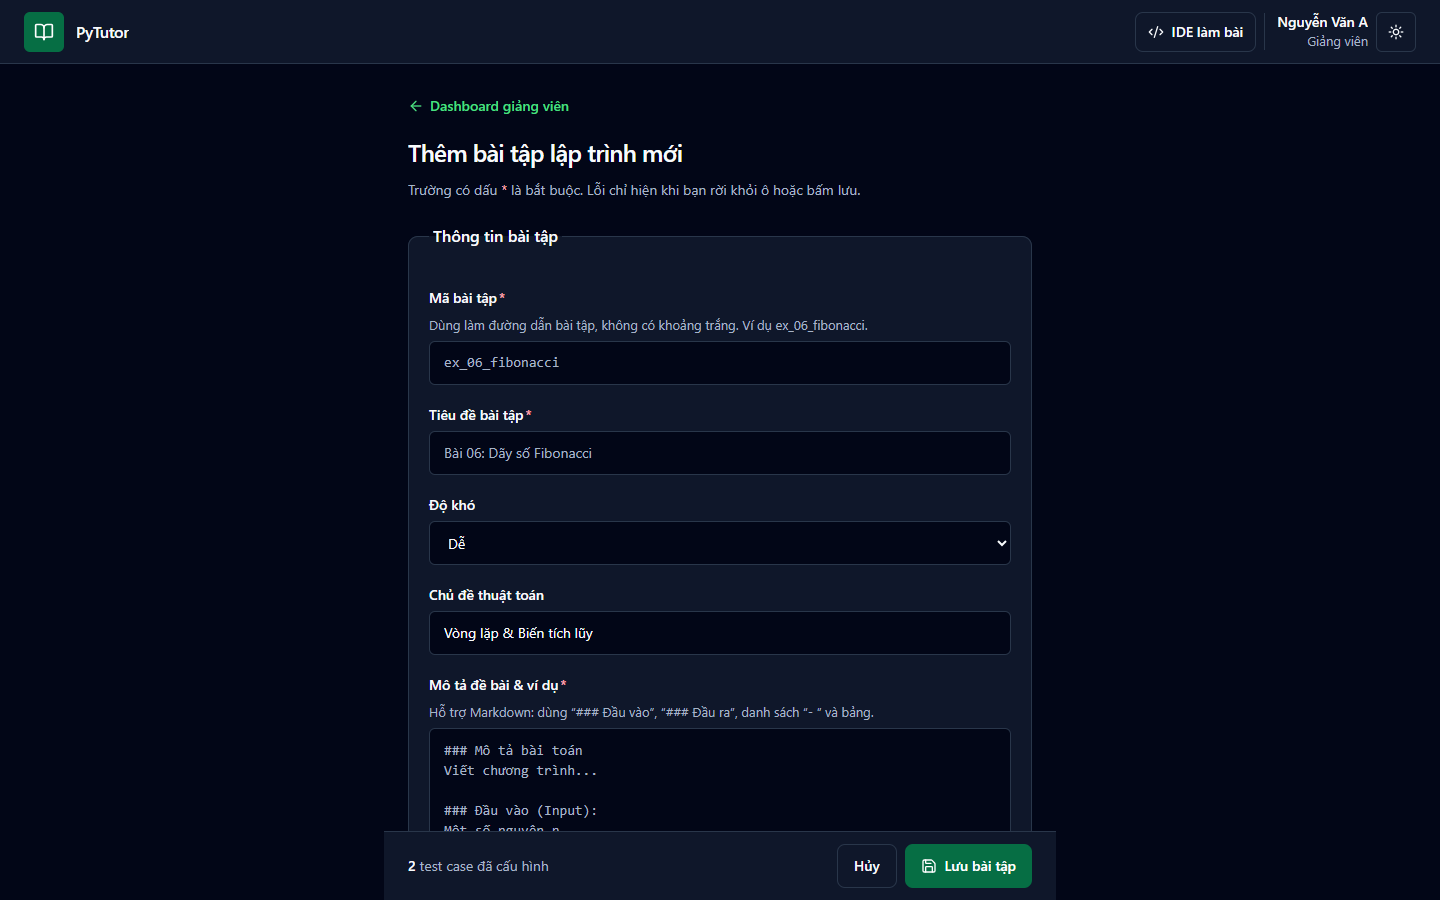 PyTutor
IDE làm bài
Nguyễn Văn A
Giảng viên
Dashboard giảng viên
Thêm bài tập lập trình mới
Trường có dấu * là bắt buộc. Lỗi chỉ hiện khi bạn rời khỏi ô hoặc bấm lưu.
Thông tin bài tập
Mã bài tập*
Dùng làm đường dẫn bài tập, không có khoảng trắng. Ví dụ ex_06_fibonacci.
ex_06_fibonacci
Tiêu đề bài tập*
Bài 06: Dãy số Fibonacci
Độ khó
Dễ
Chủ đề thuật toán
Vòng lặp & Biến tích lũy
Mô tả đề bài & ví dụ*
Hỗ trợ Markdown: dùng “### Đầu vào”, “### Đầu ra”, danh sách “- ” và bảng.
### Mô tả bài toán
Viết chương trình...
### Đầu vào (Input):
Một số nguyên n
2 test case đã cấu hình
Hủy
Lưu bài tập